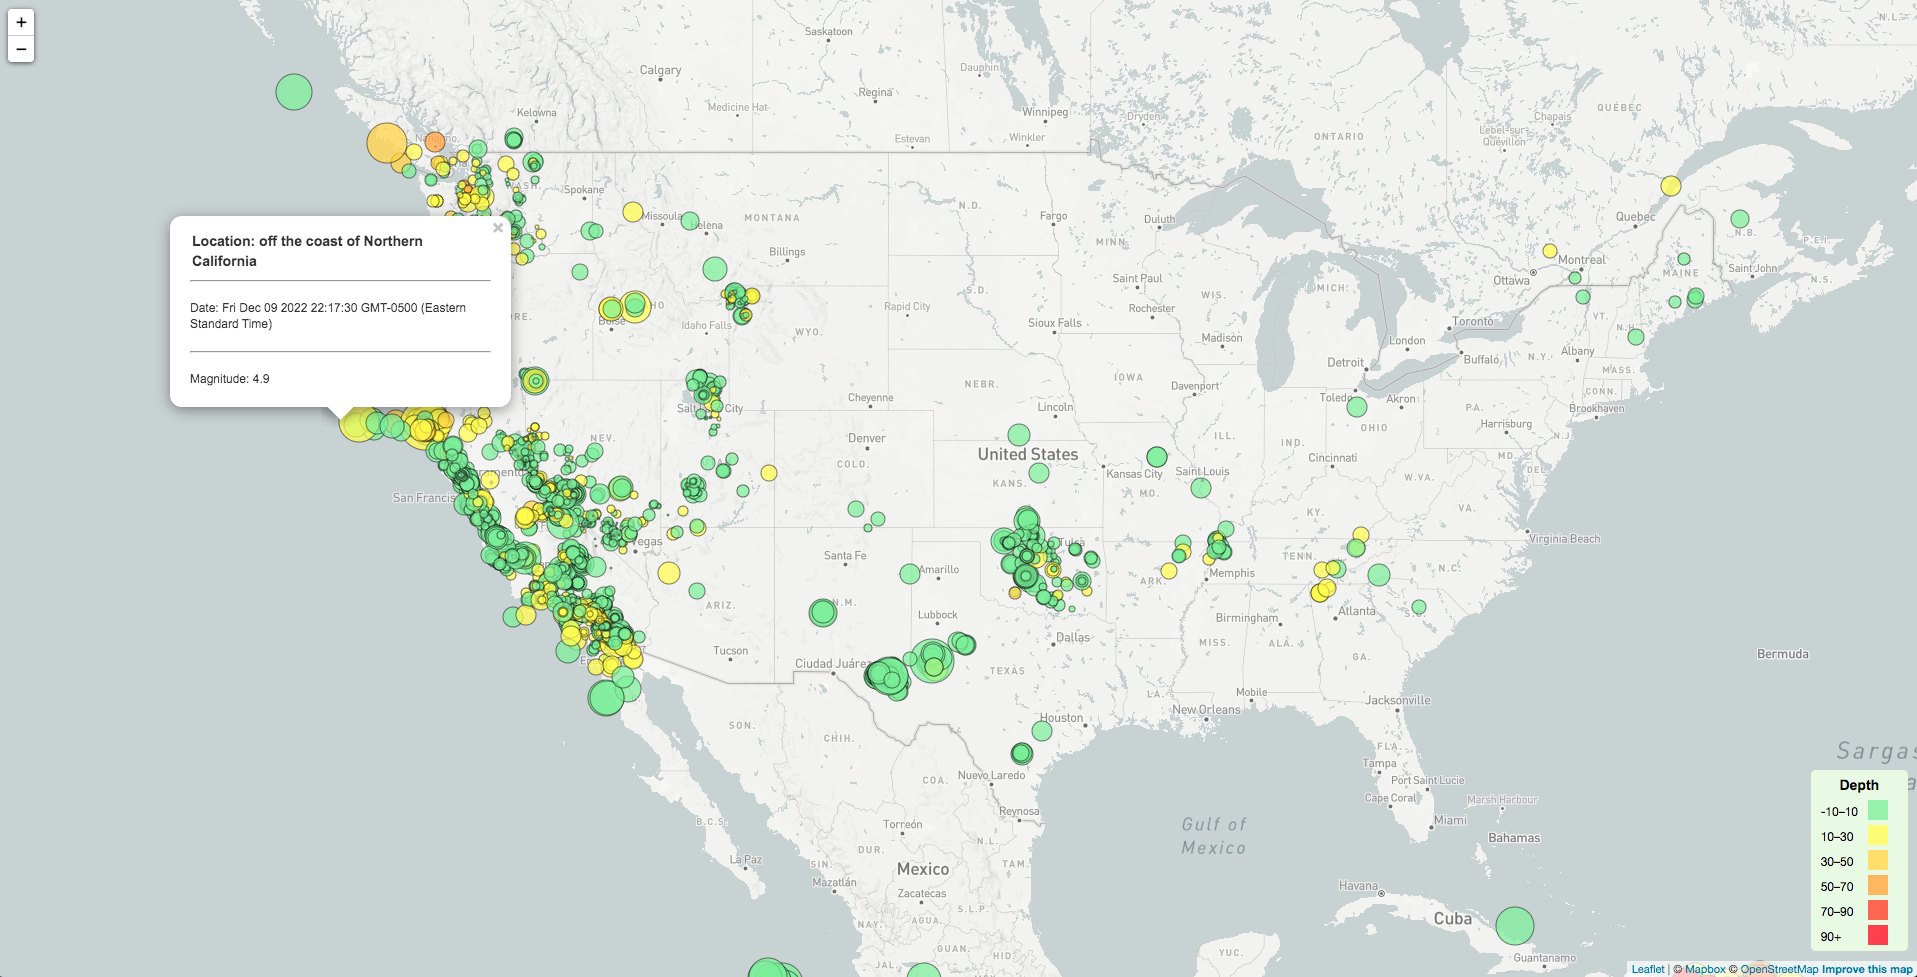 +
−
Saskatoon
Calgary
Dauphin
Regina
Medicine Hat
Kelowna
Winnipeg
Dryden
Estevan
Winkler
ONTARIO
QUÉBEC
Chapais
Lebel-sur-
Quévillon
N.L.
WASH.
Spokane
Missoula
Helena
MONTANA
N.D.
Fargo
Duluth
Quebec
N.B.
P.E.I.
Billings
MINN.
Montreal
Ottawa
MAINE
Saint John
N.S.
Location: off the coast of Northern
California
×
Date: Fri Dec 09 2022 22:17:30 GMT-0500 (Eastern
Standard Time)
Magnitude: 4.9
Boise
Idaho Falls
WYO.
Rapid City
S.D.
Saint Paul
WIS.
Rochester
Sioux Falls
Madison
MICH.
Toronto
London
Detroit
Buffalo
N.Y.
VT.
N.H.
Albany
MASS.
CONN.
Brookhaven
Salt Lake City
Cheyenne
NEBR.
IOWA
Davenport
Lincoln
Toledo
Akron
PA.
OHIO
Harrisburg
N.J.
NEV.
Denver
COLO.
United States
KANS.
Kansas City
Saint Louis
MO.
ILL.
IND.
Cincinnati
W.VA.
MD.
DEL.
Sacramento
San Francis
KY.
VA.
Virginia Beach
Vegas
Santa Fe
Amarillo
Tulsa
ARK.
Memphis
TENN.
N.C.
ARIZ.
N.M.
Lubbock
Dallas
MISS.
Birmingham
ALA.
Atlanta
S.C.
GA.
Tucson
Ciudad Juárez
TEXAS
LA.
Mobile
New Orleans
Jacksonville
Bermuda
SON.
CHIH.
Houston
FLA.
Tampa
Port Saint Lucie
Cape Coral
Miami
Marsh Harbour
Bahamas
Sargas
COA.
Nuevo Laredo
Reynosa
B.C.S.
Torreón
N.L.
DUR.
SIN.
TAM.
La Paz
Mazatlán
Mexico
Zacatecas
S.L.P.
NAY.
AGUA.
GUAN.
JAL.
Gulf of
Mexico
Havana
Cuba
Guantanamo
YUC.
Depth
-10–10
10–30
30–50
50–70
70–90
90+
Leaflet | © Mapbox © OpenStreetMap Improve this map